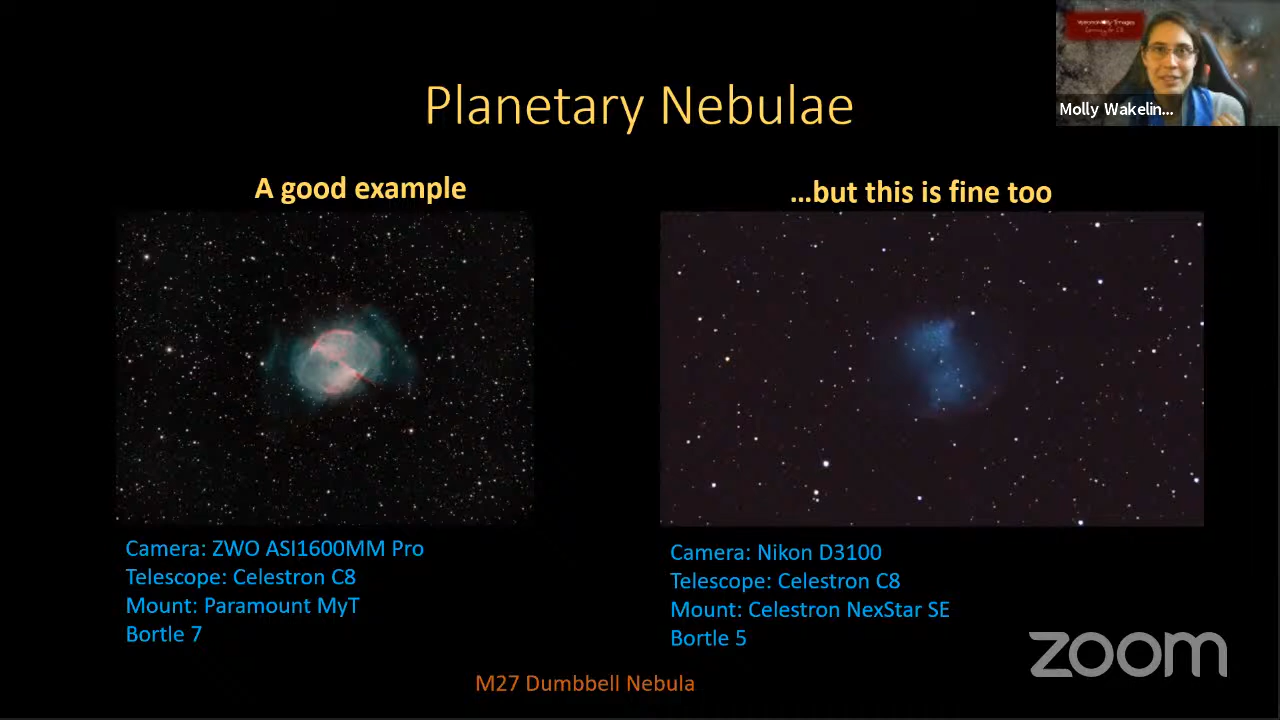 Planetary Nebulae
Molly Wakelin...
A good example
...but this is fine too
Camera: ZWO ASI1600MM Pro
Telescope: Celestron C8
Mount: Paramount MyT
Bortle 7
Camera: Nikon D3100
Telescope: Celestron C8
Mount: Celestron NexStar SE
Bortle 5
zoom
M27 Dumbbell Nebula